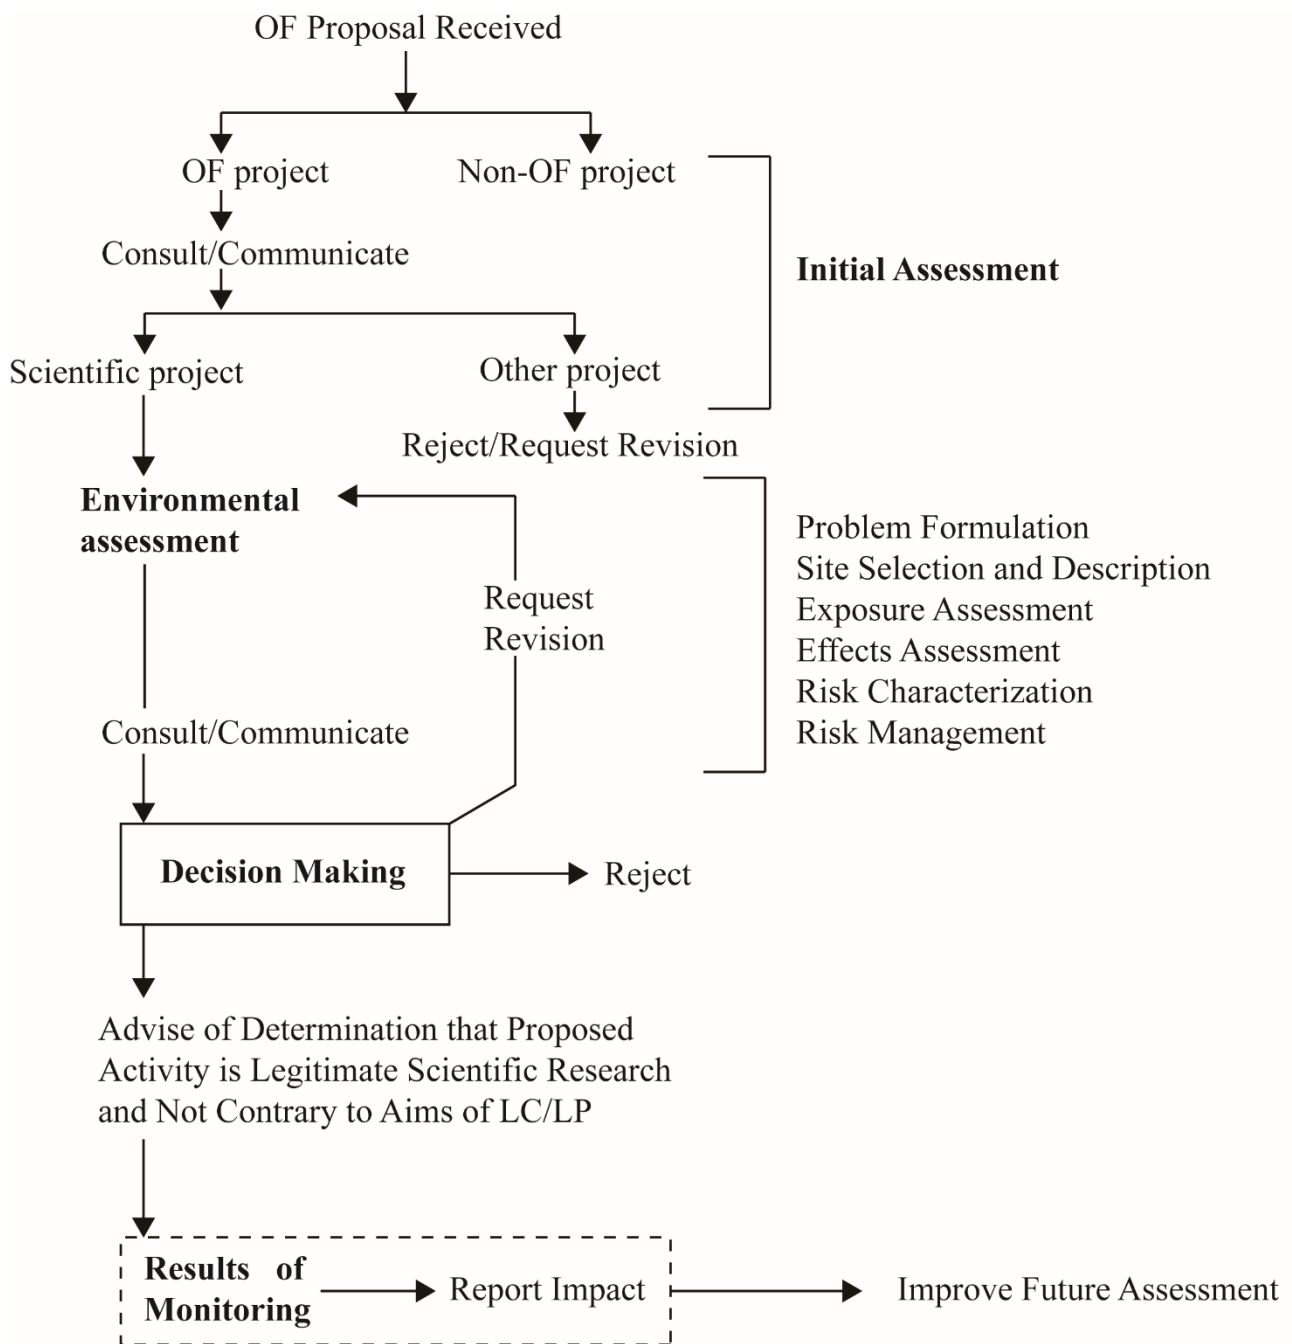 OF Proposal Received
OF project
Non-OF project
Consult/Communicate
Initial Assessment
Scientific project
Other project
Reject/Request Revision
Environmental
assessment
Request
Revision
Problem Formulation
Site Selection and Description
Exposure Assessment
Effects Assessment
Risk Characterization
Risk Management
Consult/Communicate
Decision Making
Reject
Advise of Determination that Proposed
Activity is Legitimate Scientific Research
and Not Contrary to Aims of LC/LP
Results of
Monitoring
Report Impact
Improve Future Assessment